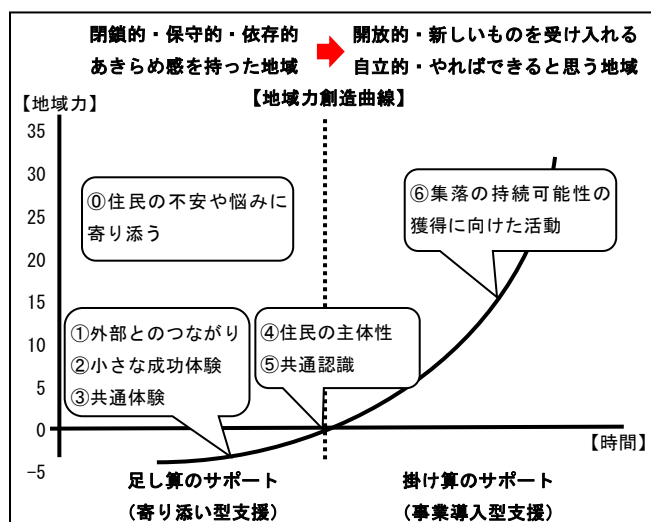 閉鎖的・保守的・依存的
あきらめ感を持った地域
開放的・新しいものを受け入れる
自立的・やればできると思う地域
【地域力】
【地域力創造曲線】
35
30
25
20
15
10
5
0
-5
⓪住民の不安や悩みに
寄り添う
⑥集落の持続可能性の
獲得に向けた活動
①外部とのつながり
②小さな成功体験
③共通体験
④住民の主体性
⑤共通認識
【時間】
足し算のサポート
（寄り添い型支援）
掛け算のサポート
（事業導入型支援）